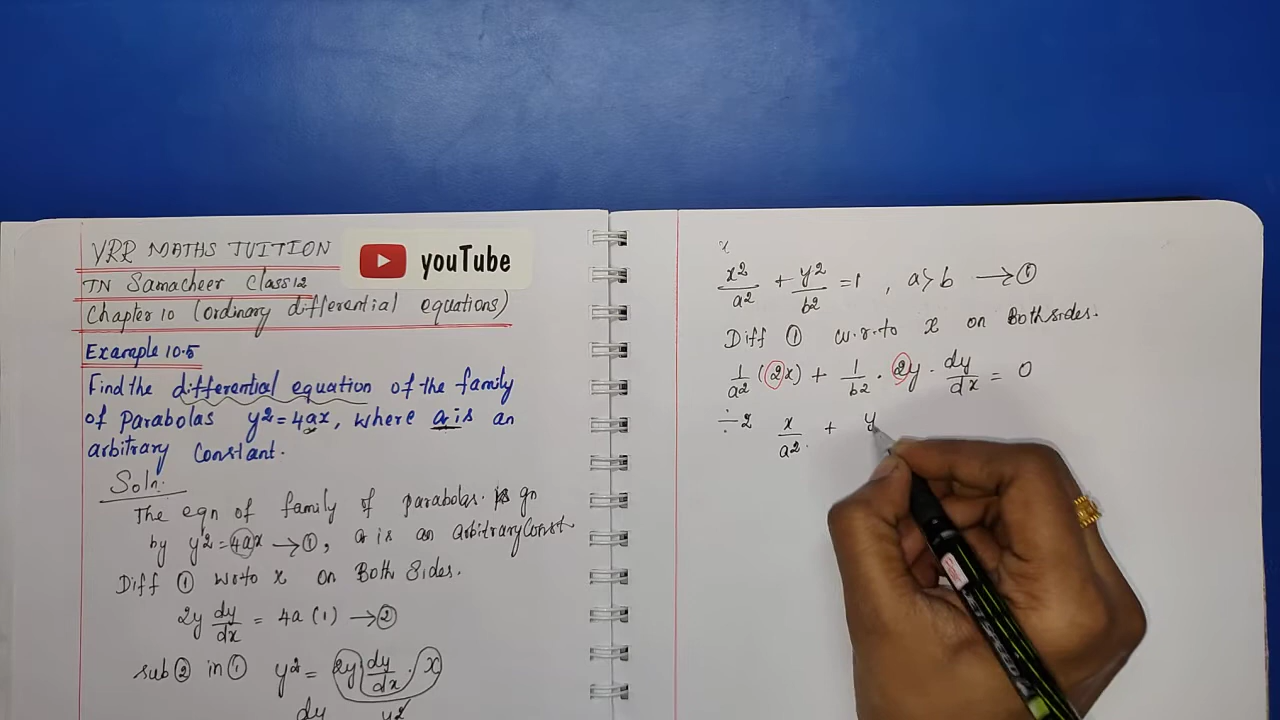 VRR MATHS TUITION
youTube
TN Samacheer Class 12
Chapter 10 (ordinary differential equations)
Example 10.5
Find the differential equation of the family
of Parabolas y2=4ax, where a is an
arbitrary Constant.
Soln:
The eqn of family of parabolas is gn
by y2=4ax →①, a is an arbitrary Const
Diff ① w.r.to x on Both Sides.
2y dy/dx = 4a (1) →②
sub ② in ① y2 = 2y dy/dx . x
dy y2
x2/a2 + y2/b2 =1 , a>b →①
Diff ① w.r.to x on Both sides.
1/a2 (2x) + 1/b2 . 2y . dy/dx = 0
÷2 x/a2 + y